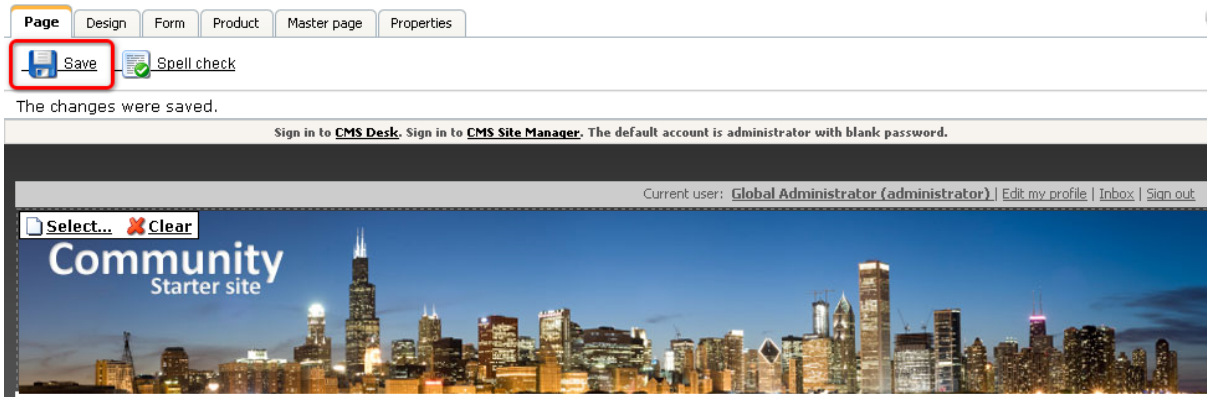 Page Design Form Product Master page Properties
Save Spell check
The changes were saved.
Sign in to CMS Desk. Sign in to CMS Site Manager. The default account is administrator with blank password.
Current user: Global Administrator (administrator) | Edit my profile | Inbox | Sign out
Select... Clear
Community
Starter site